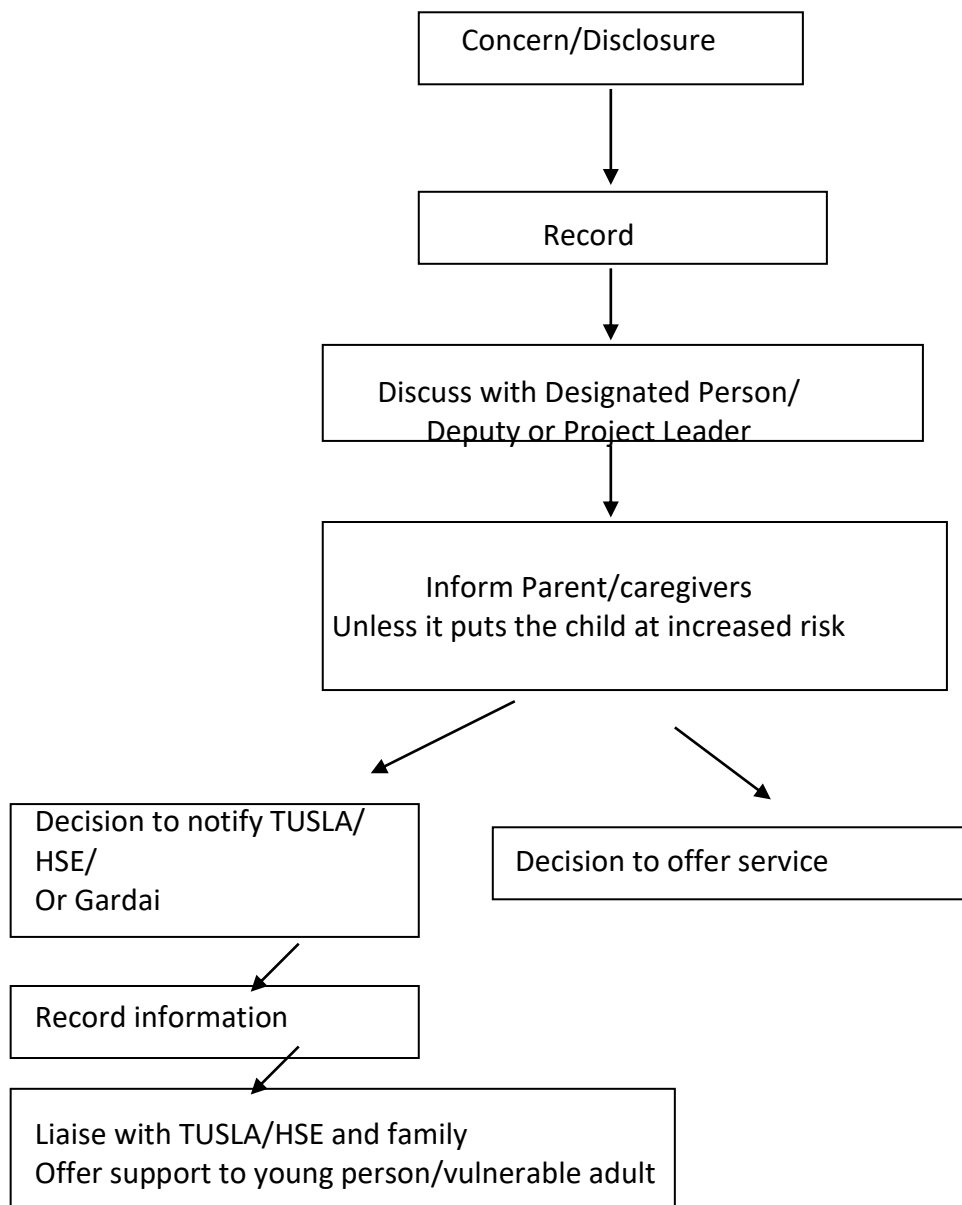 Concern/Disclosure
Record
Discuss with Designated Person/
Deputy or Project Leader
Inform Parent/caregivers
Unless it puts the child at increased risk
Decision to notify TUSLA/
HSE/
Or Gardai
Decision to offer service
Record information
Liaise with TUSLA/HSE and family
Offer support to young person/vulnerable adult